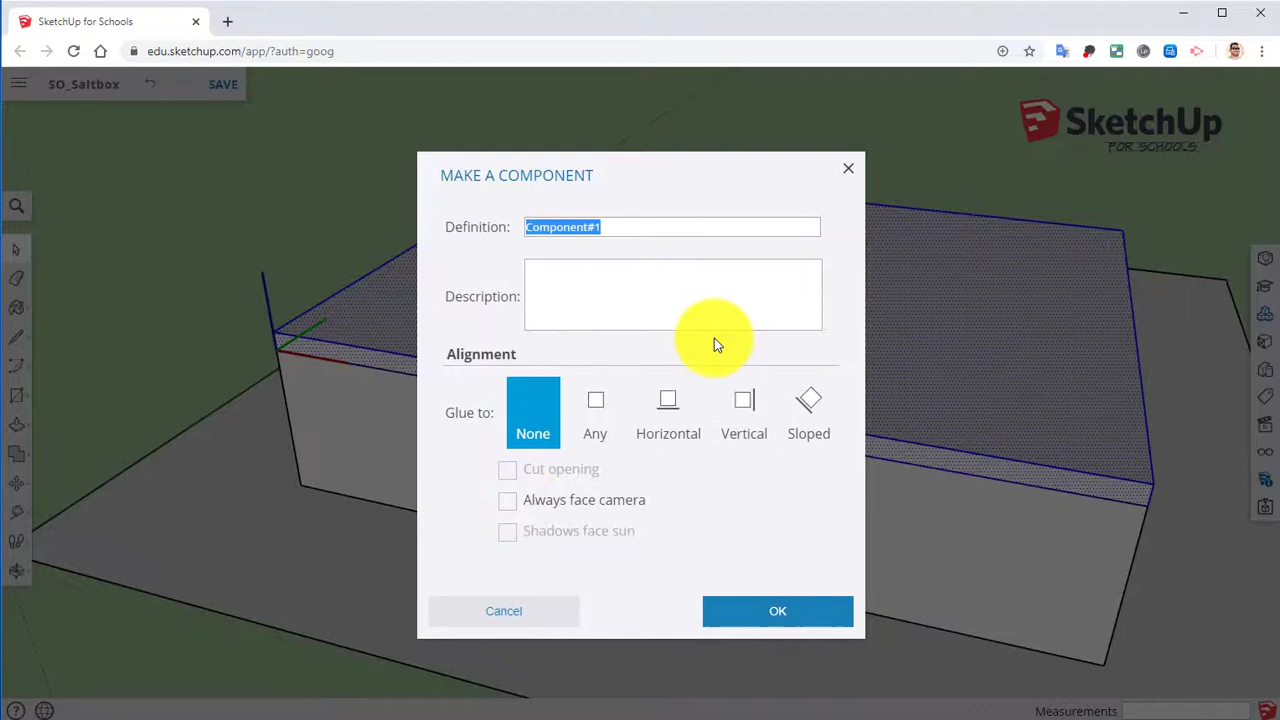 SketchUp for Schools
edu.sketchup.com/app/?auth=goog
SO_Saltbox
SAVE
SketchUp
FOR SCHOOLS
MAKE A COMPONENT
Definition:
Component#1
Description:
Alignment
Glue to:
None
Any
Horizontal
Vertical
Sloped
Cut opening
Always face camera
Shadows face sun
Cancel
OK
Measurements